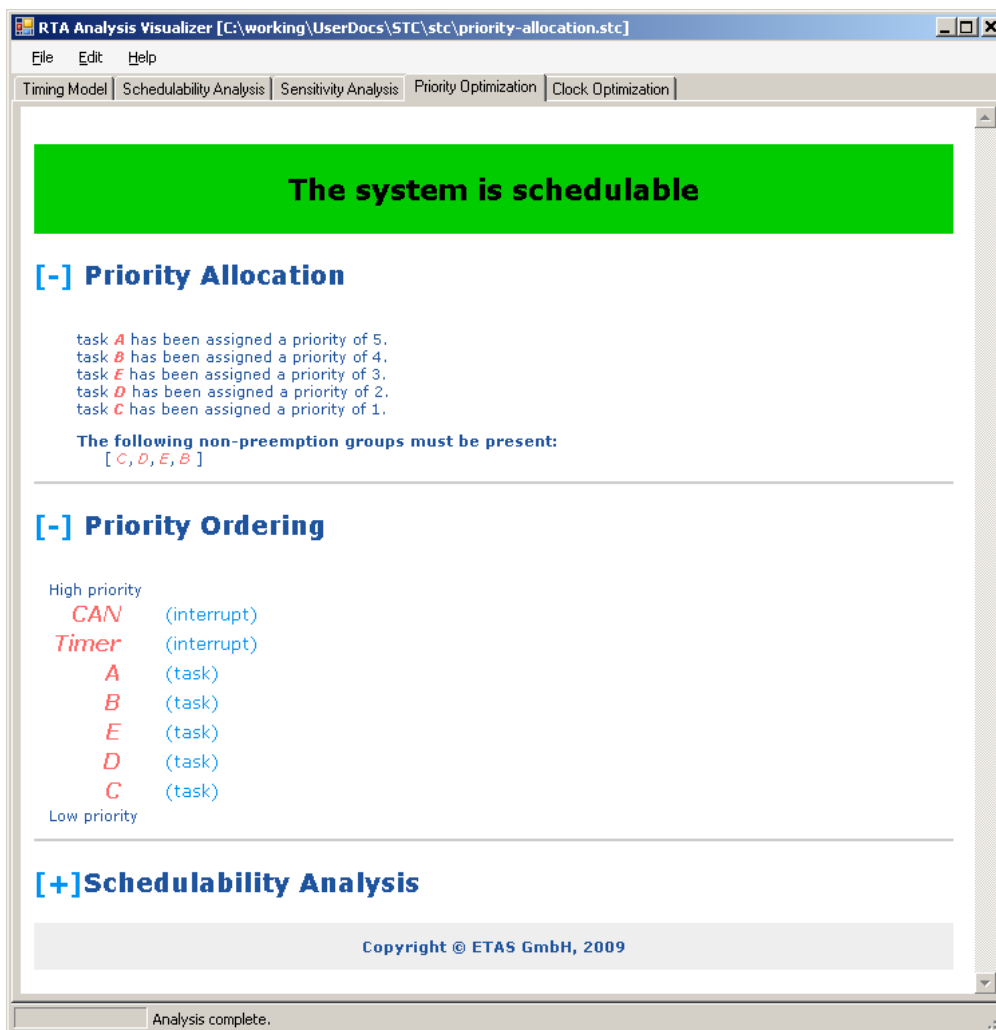 RTA Analysis Visualizer [C:\working\UserDocs\STC\stc\priority-allocation.stc]
File Edit Help
Timing Model Schedulability Analysis Sensitivity Analysis Priority Optimization Clock Optimization
The system is schedulable
[-] Priority Allocation
task A has been assigned a priority of 5.
task B has been assigned a priority of 4.
task E has been assigned a priority of 3.
task D has been assigned a priority of 2.
task C has been assigned a priority of 1.
The following non-preemption groups must be present:
[ C, D, E, B ]
[-] Priority Ordering
High priority
CAN (interrupt)
Timer (interrupt)
A (task)
B (task)
E (task)
D (task)
C (task)
Low priority
[+]Schedulability Analysis
Copyright © ETAS GmbH, 2009
Analysis complete.